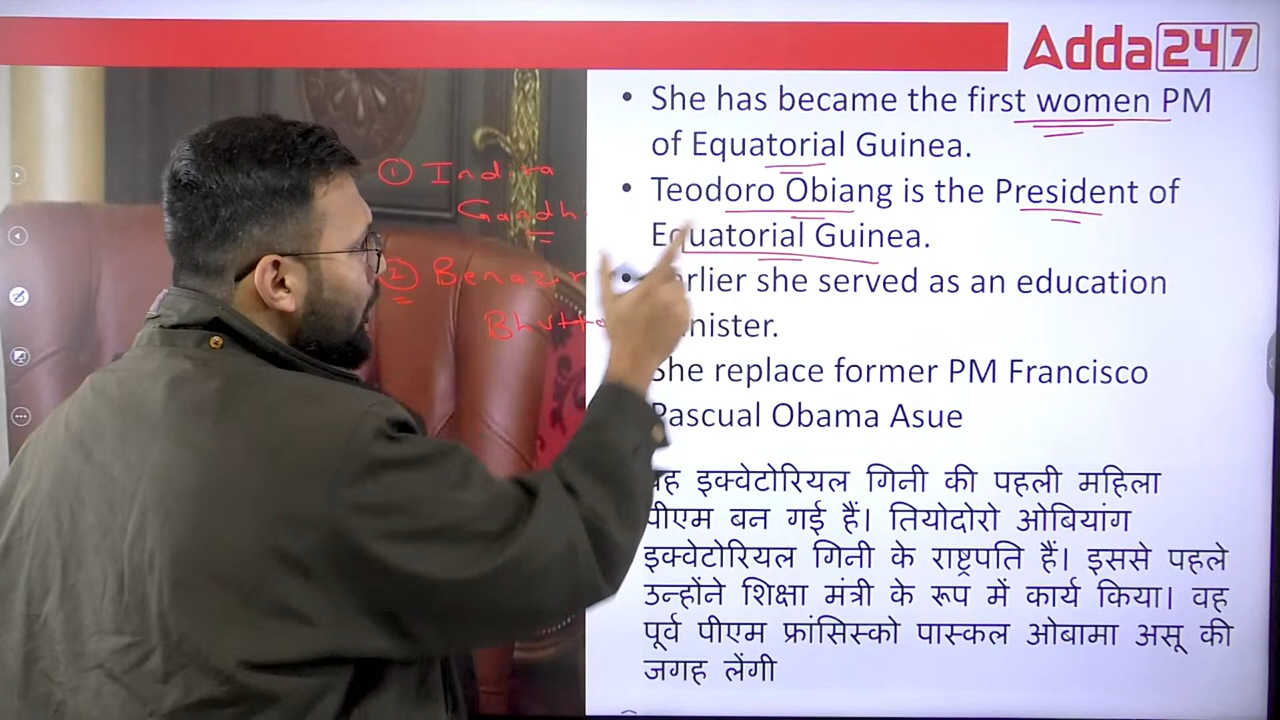 Adda247
She has became the first women PM
of Equatorial Guinea.
Teodoro Obiang is the President of
Equatorial Guinea.
Earlier she served as an education
minister.
She replace former PM Francisco
Pascual Obama Asue
वह इक्वेटोरियल गिनी की पहली महिला
पीएम बन गई हैं। तियोदोरो ओबियांग
इक्वेटोरियल गिनी के राष्ट्रपति हैं। इससे पहले
उन्होंने शिक्षा मंत्री के रूप में कार्य किया। वह
पूर्व पीएम फ्रांसिस्को पास्कल ओबामा असू की
जगह लेंगी
① Indira
Gandhi
② Benazir
Bhutto